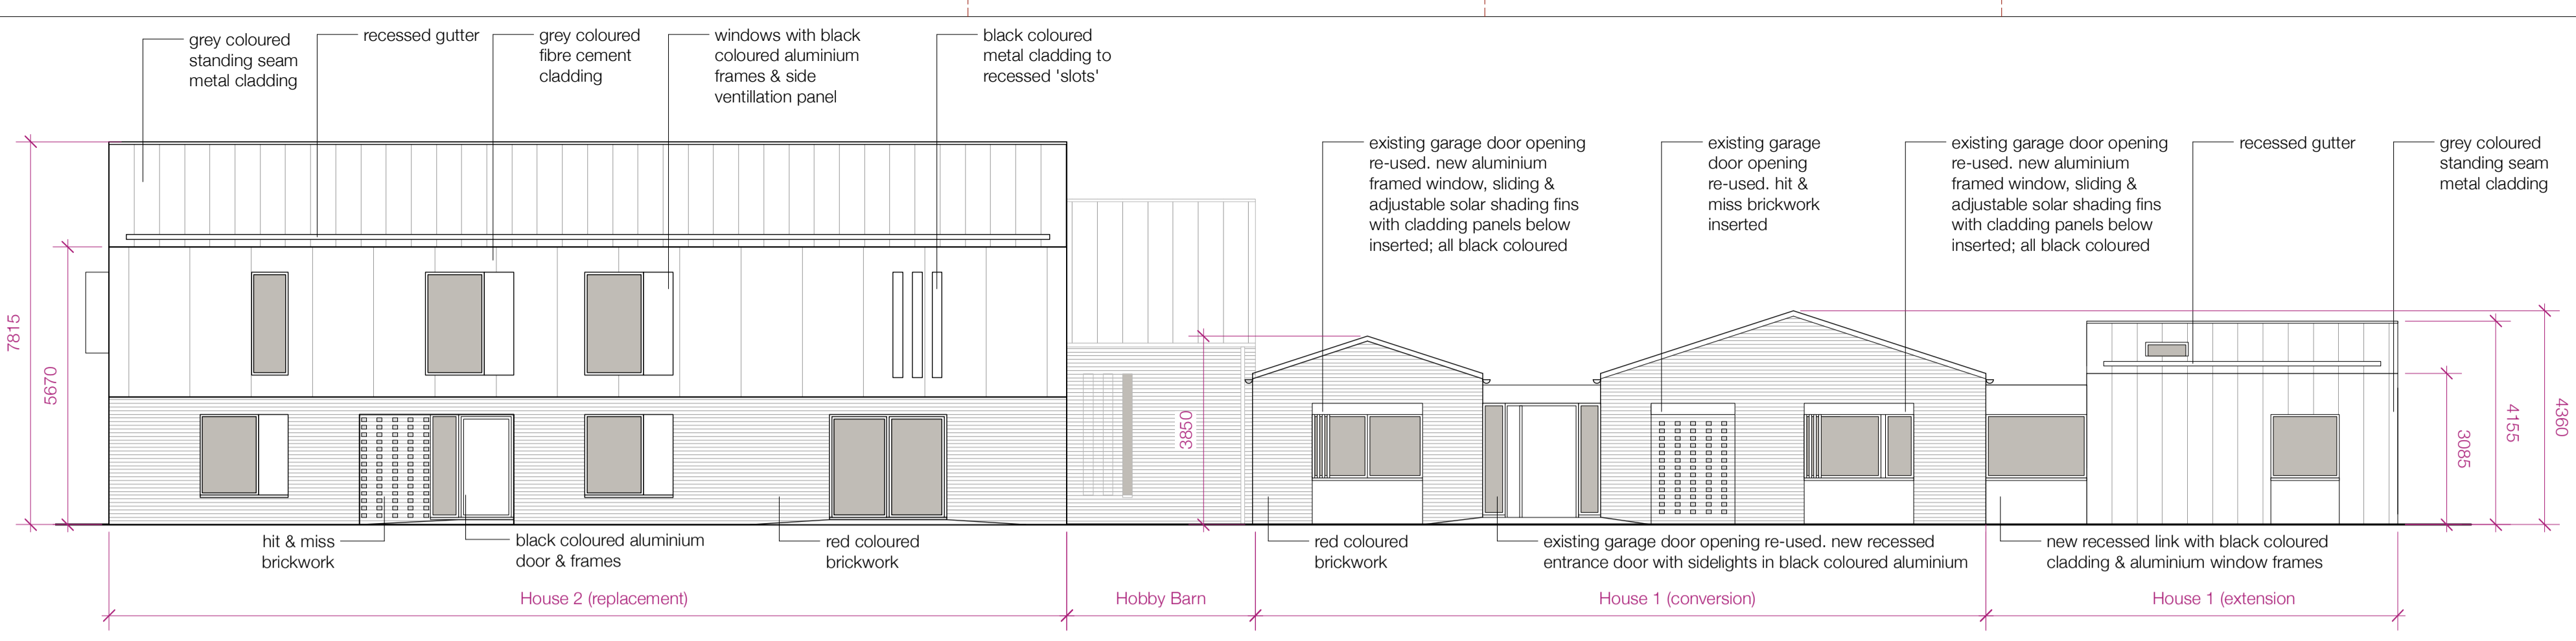 grey coloured
standing seam
metal cladding
recessed gutter
grey coloured
fibre cement
cladding
windows with black
coloured aluminium
frames & side
ventillation panel
black coloured
metal cladding to
recessed 'slots'
existing garage door opening
re-used. new aluminium
framed window, sliding &
adjustable solar shading fins
with cladding panels below
inserted; all black coloured
existing garage
door opening
re-used. hit &
miss brickwork
inserted
existing garage door opening
re-used. new aluminium
framed window, sliding &
adjustable solar shading fins
with cladding panels below
inserted; all black coloured
recessed gutter
grey coloured
standing seam
metal cladding
7815
5670
3850
3085
4155
4360
hit & miss
brickwork
black coloured aluminium
door & frames
red coloured
brickwork
red coloured
brickwork
existing garage door opening re-used. new recessed
entrance door with sidelights in black coloured aluminium
new recessed link with black coloured
cladding & aluminium window frames
House 2 (replacement)
Hobby Barn
House 1 (conversion)
House 1 (extension